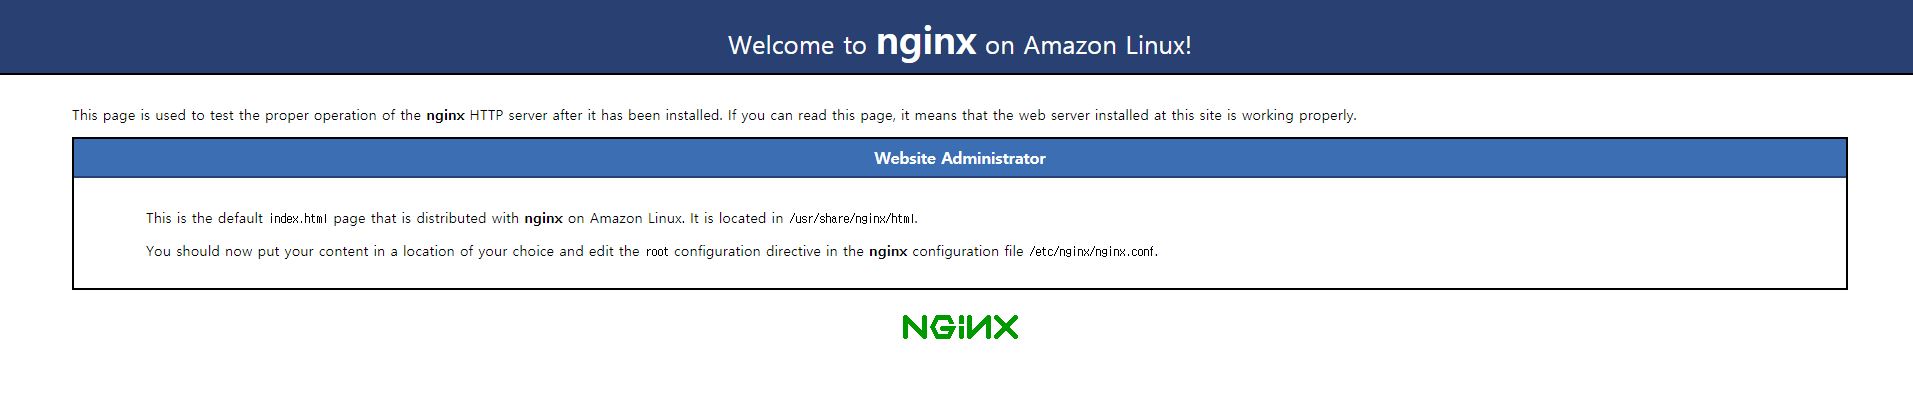 Welcome to nginx on Amazon Linux!
This page is used to test the proper operation of the nginx HTTP server after it has been installed. If you can read this page, it means that the web server installed at this site is working properly.
Website Administrator
This is the default index.html page that is distributed with nginx on Amazon Linux. It is located in /usr/share/nginx/html.
You should now put your content in a location of your choice and edit the root configuration directive in the nginx configuration file /etc/nginx/nginx.conf.
NGiNX